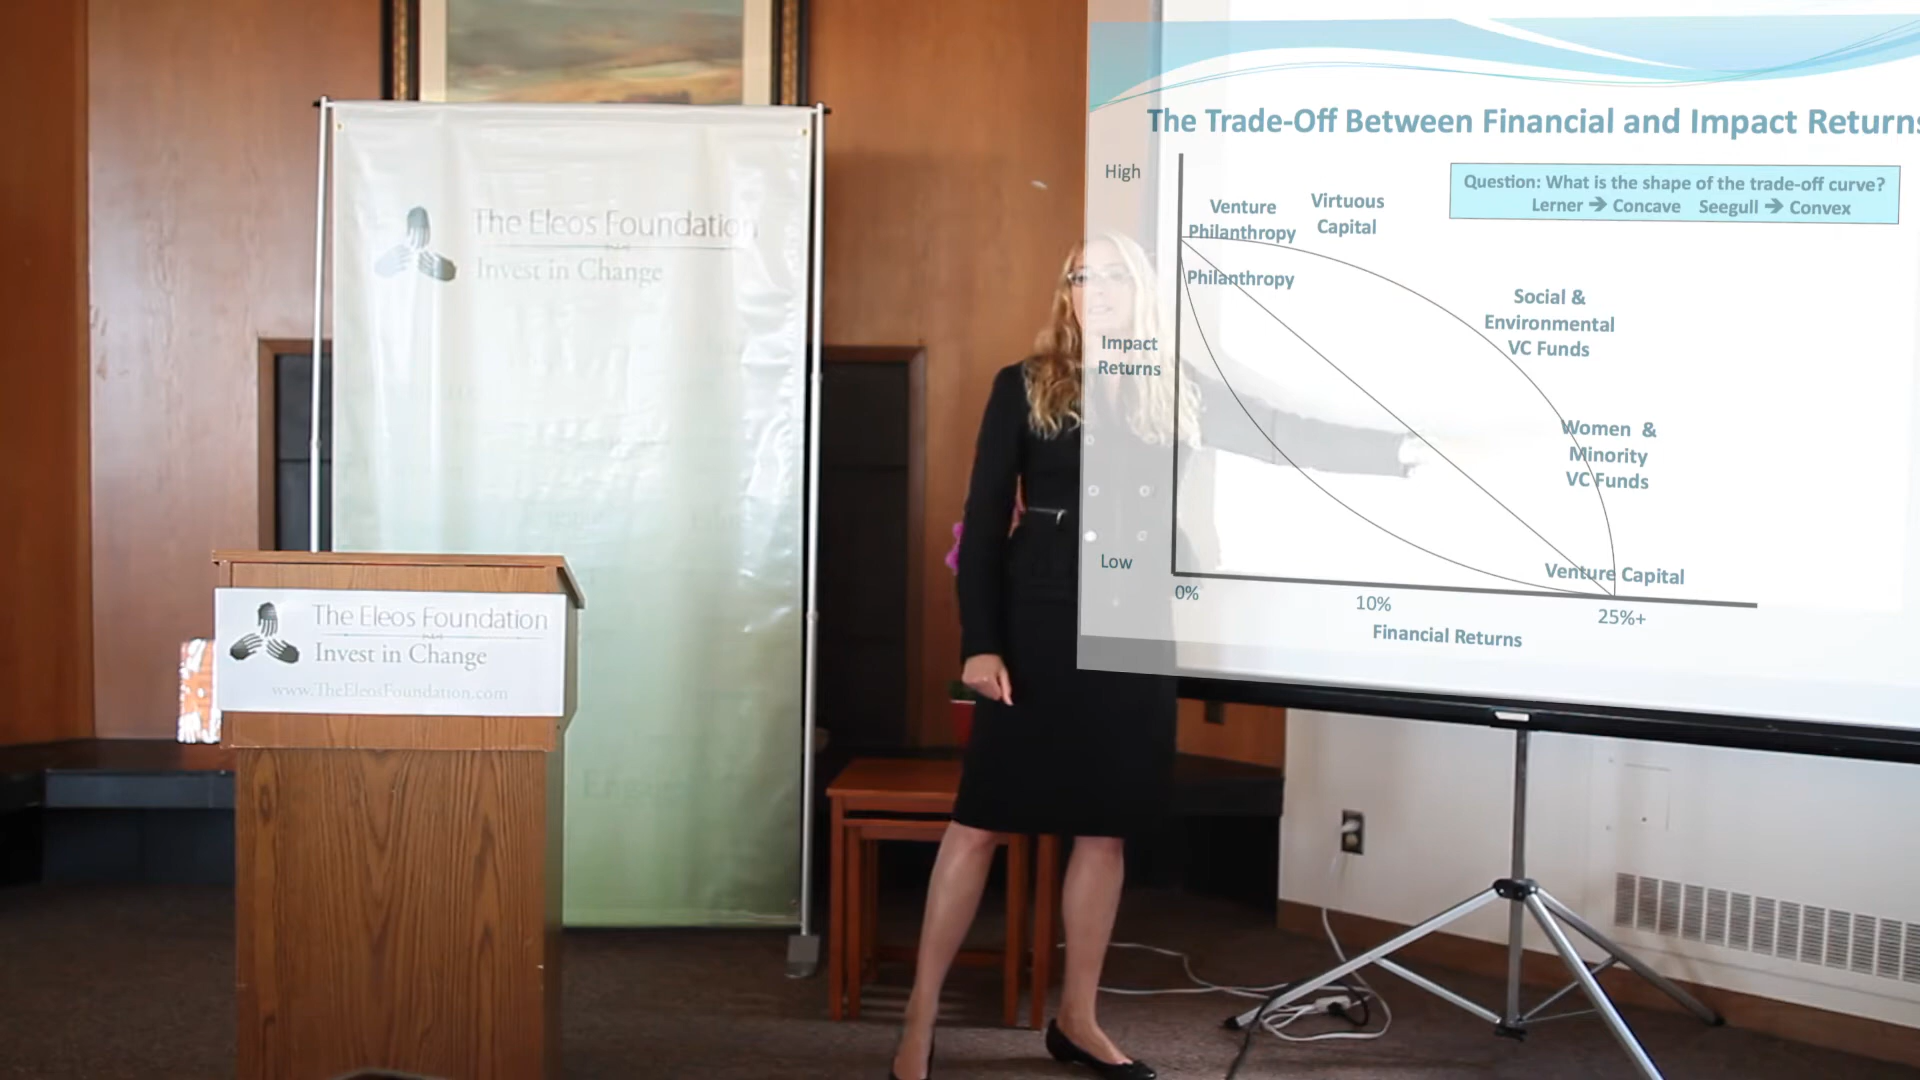 The Eleos Foundation
Invest in Change
The Eleos Foundation
Invest in Change
www.TheEleosFoundation.com
The Trade-Off Between Financial and Impact Returns
High
Venture
Philanthropy
Virtuous
Capital
Question: What is the shape of the trade-off curve?
Lerner ➔ Concave Seegull ➔ Convex
Philanthropy
Social &
Environmental
VC Funds
Impact
Returns
Women &
Minority
VC Funds
Low
Venture Capital
0%
10%
25%+
Financial Returns